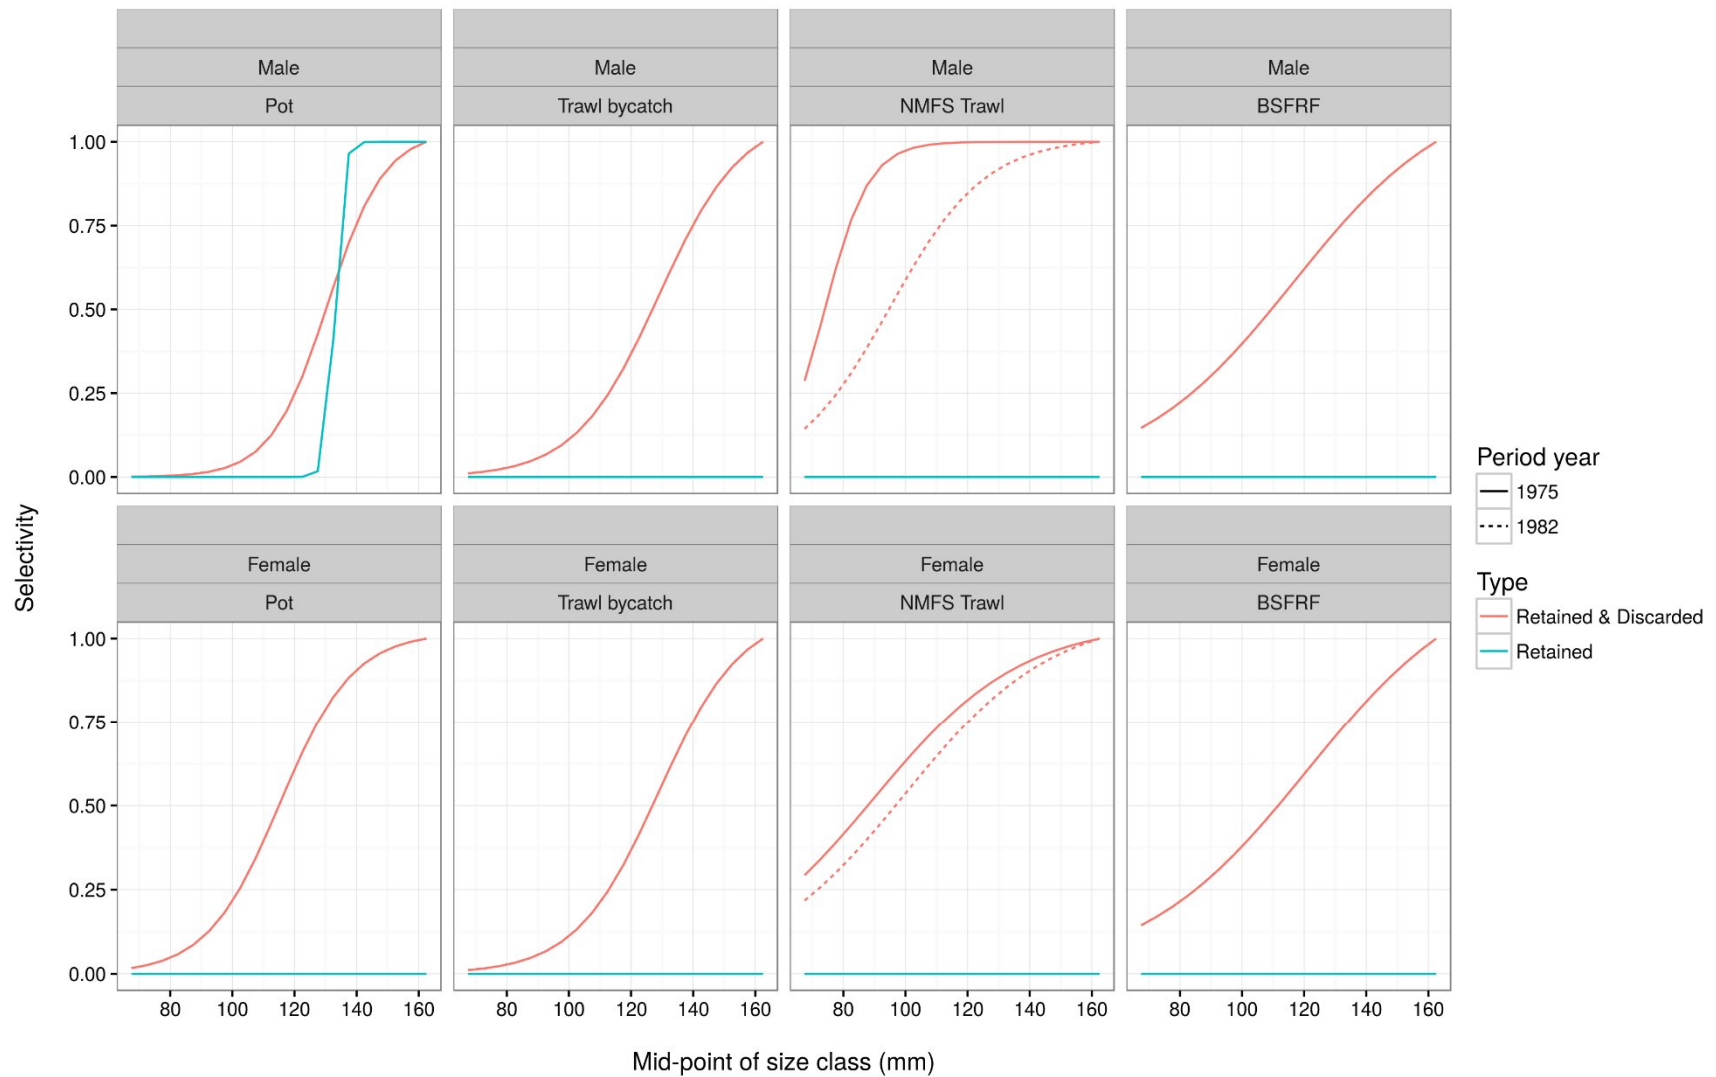 Male Male Male Male
Pot Trawl bycatch NMFS Trawl BSFRF
1.00
0.75
0.50
0.25
0.00
Female Female Female Female
Pot Trawl bycatch NMFS Trawl BSFRF
1.00
0.75
0.50
0.25
0.00
80 100 120 140 160 80 100 120 140 160 80 100 120 140 160 80 100 120 140 160
Mid-point of size class (mm)
Selectivity
Period year
1975
1982
Type
Retained & Discarded
Retained